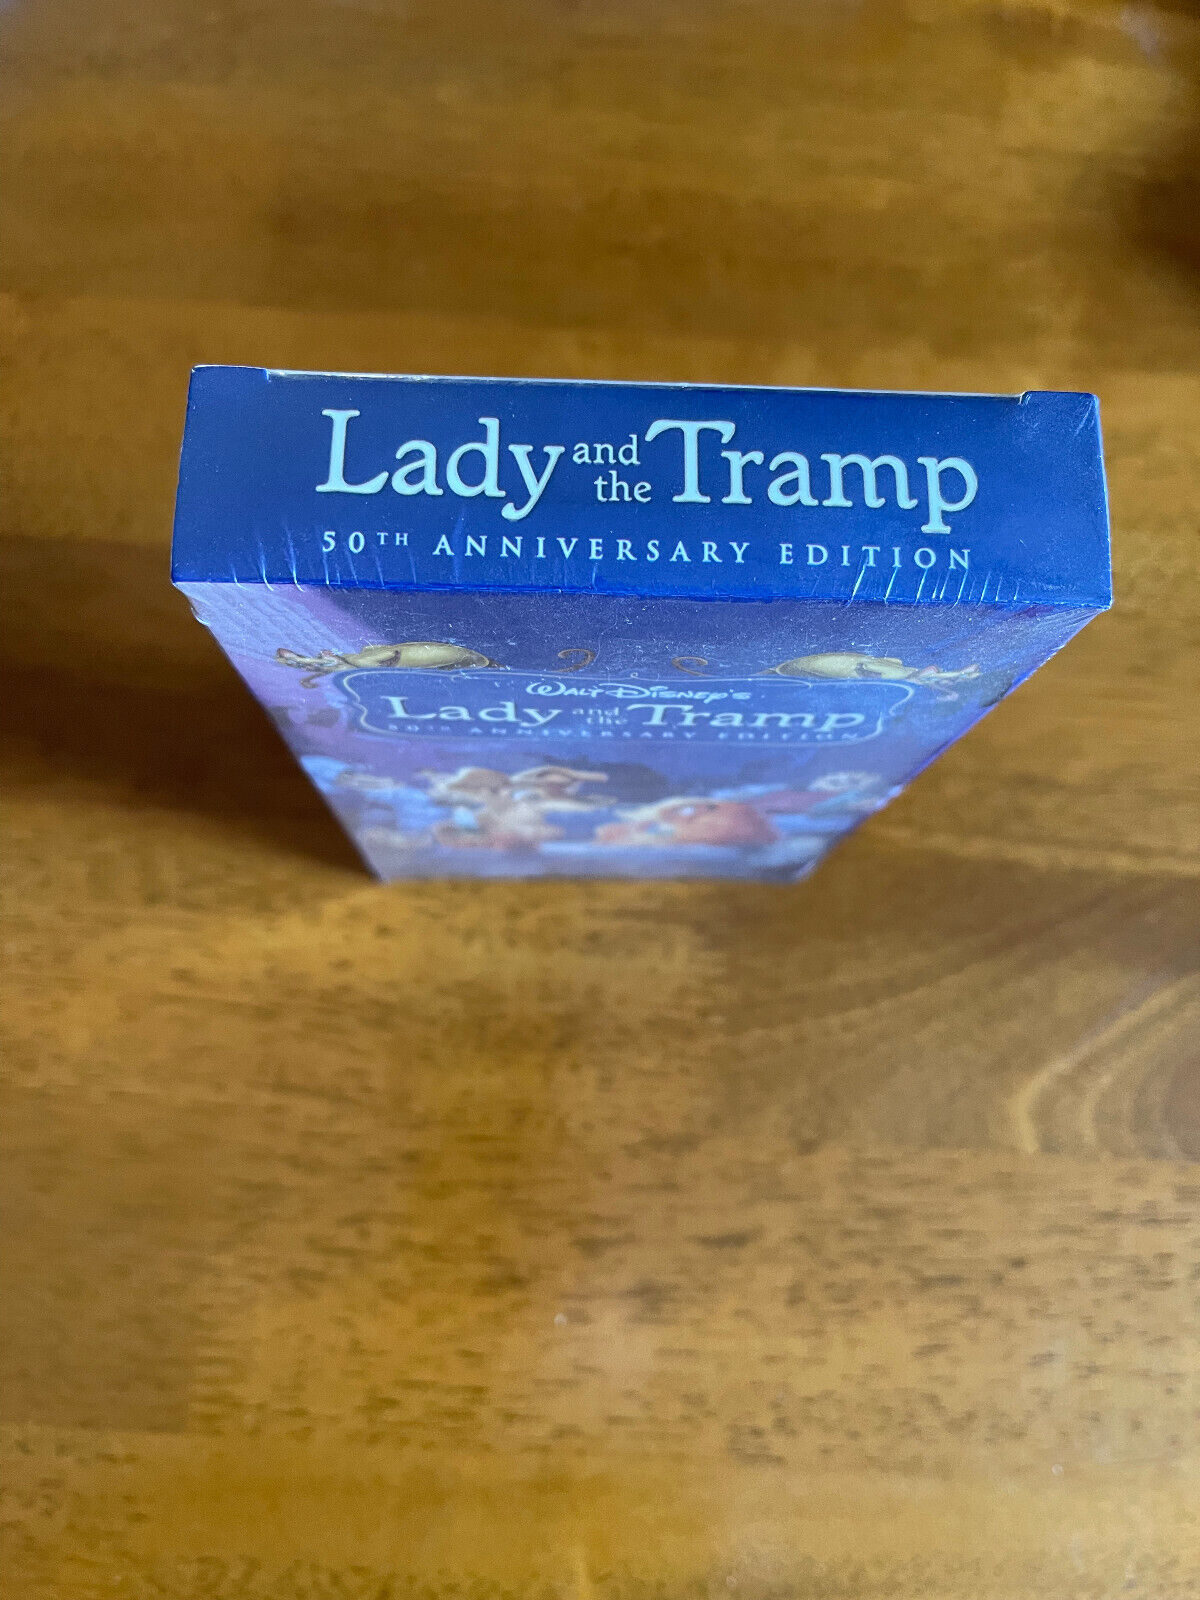 Lady and the Tramp
50TH ANNIVERSARY EDITION
WALT DISNEY'S
Lady and the Tramp
50TH ANNIVERSARY EDITION